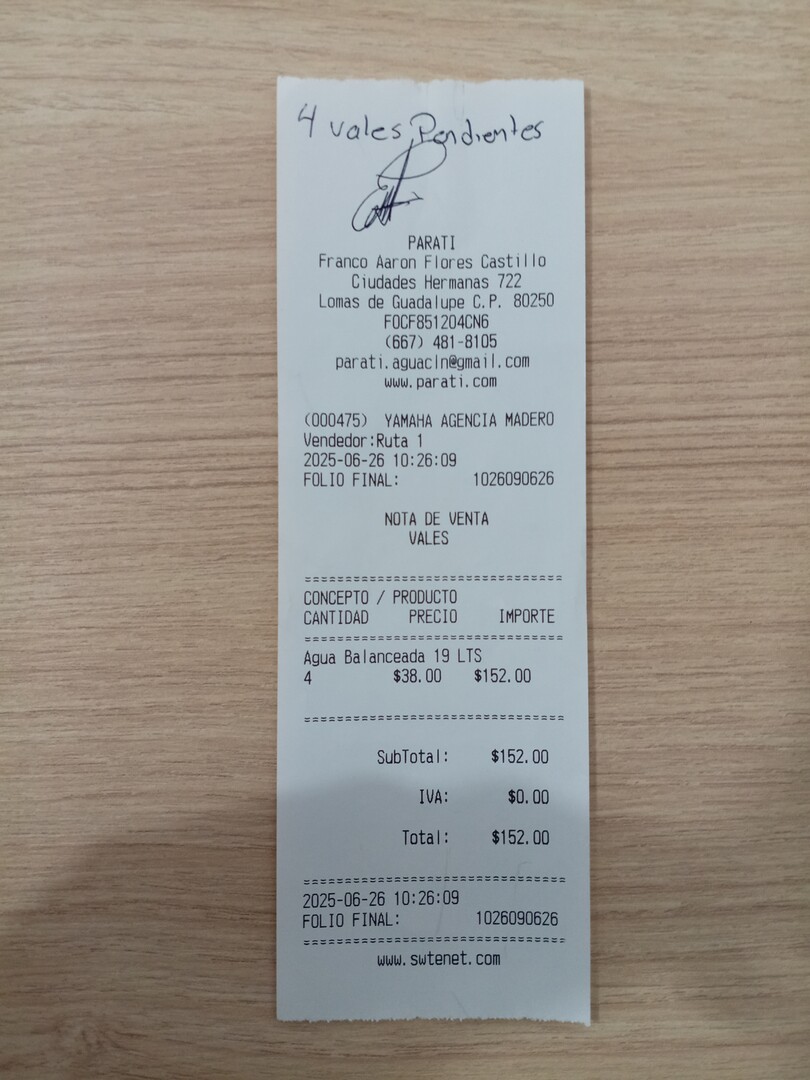 4 vales Pendientes
PARATI
Franco Aaron Flores Castillo
Ciudades Hermanas 722
Lomas de Guadalupe C.P. 80250
FOCF851204CN6
(667) 481-8105
parati.aguacln@gmail.com
www.parati.com
(000475) YAMAHA AGENCIA MADERO
Vendedor:Ruta 1
2025-06-26 10:26:09
FOLIO FINAL: 1026090626
NOTA DE VENTA
VALES
==============================
CONCEPTO / PRODUCTO
CANTIDAD PRECIO IMPORTE
==============================
Agua Balanceada 19 LTS
4 $38.00 $152.00
==============================
SubTotal: $152.00
IVA: $0.00
Total: $152.00
==============================
2025-06-26 10:26:09
FOLIO FINAL: 1026090626
==============================
www.swtenet.com